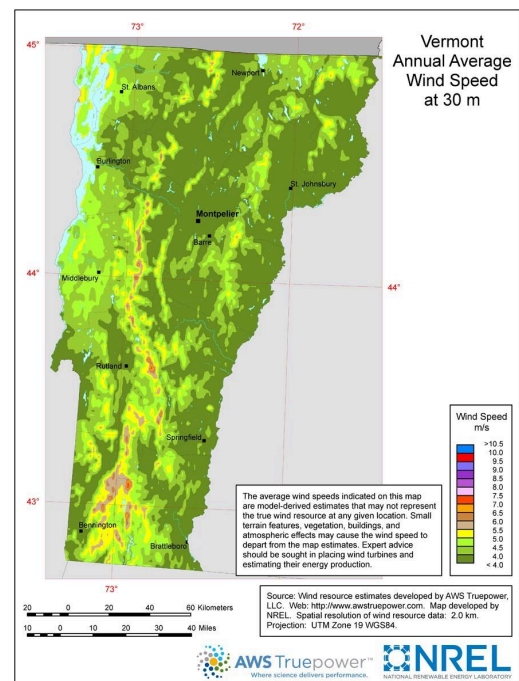 Vermont
Annual Average
Wind Speed
at 30 m
73°
72°
45°
Newport
St. Albans
Burlington
St. Johnsbury
Montpelier
Barre
44°
Middlebury
44°
Rutland
Springfield
43°
Bennington
Brattleboro
73°
Wind Speed
m/s
>10.5
10.0
9.5
9.0
8.5
8.0
7.5
7.0
6.5
6.0
5.5
5.0
4.5
4.0
< 4.0
The average wind speeds indicated on this map
are model-derived estimates that may not represent
the true wind resource at any given location. Small
terrain features, vegetation, buildings, and
atmospheric effects may cause the wind speed to
depart from the map estimates. Expert advice
should be sought in placing wind turbines and
estimating their energy production.
Source: Wind resource estimates developed by AWS Truepower,
LLC. Web: http://www.awstruepower.com. Map developed by
NREL. Spatial resolution of wind resource data: 2.0 km.
Projection: UTM Zone 19 WGS84.
20 0 20 40 60 Kilometers
10 0 10 20 30 40 Miles
AWS Truepower™
Where science delivers performance.
NREL
NATIONAL RENEWABLE ENERGY LABORATORY